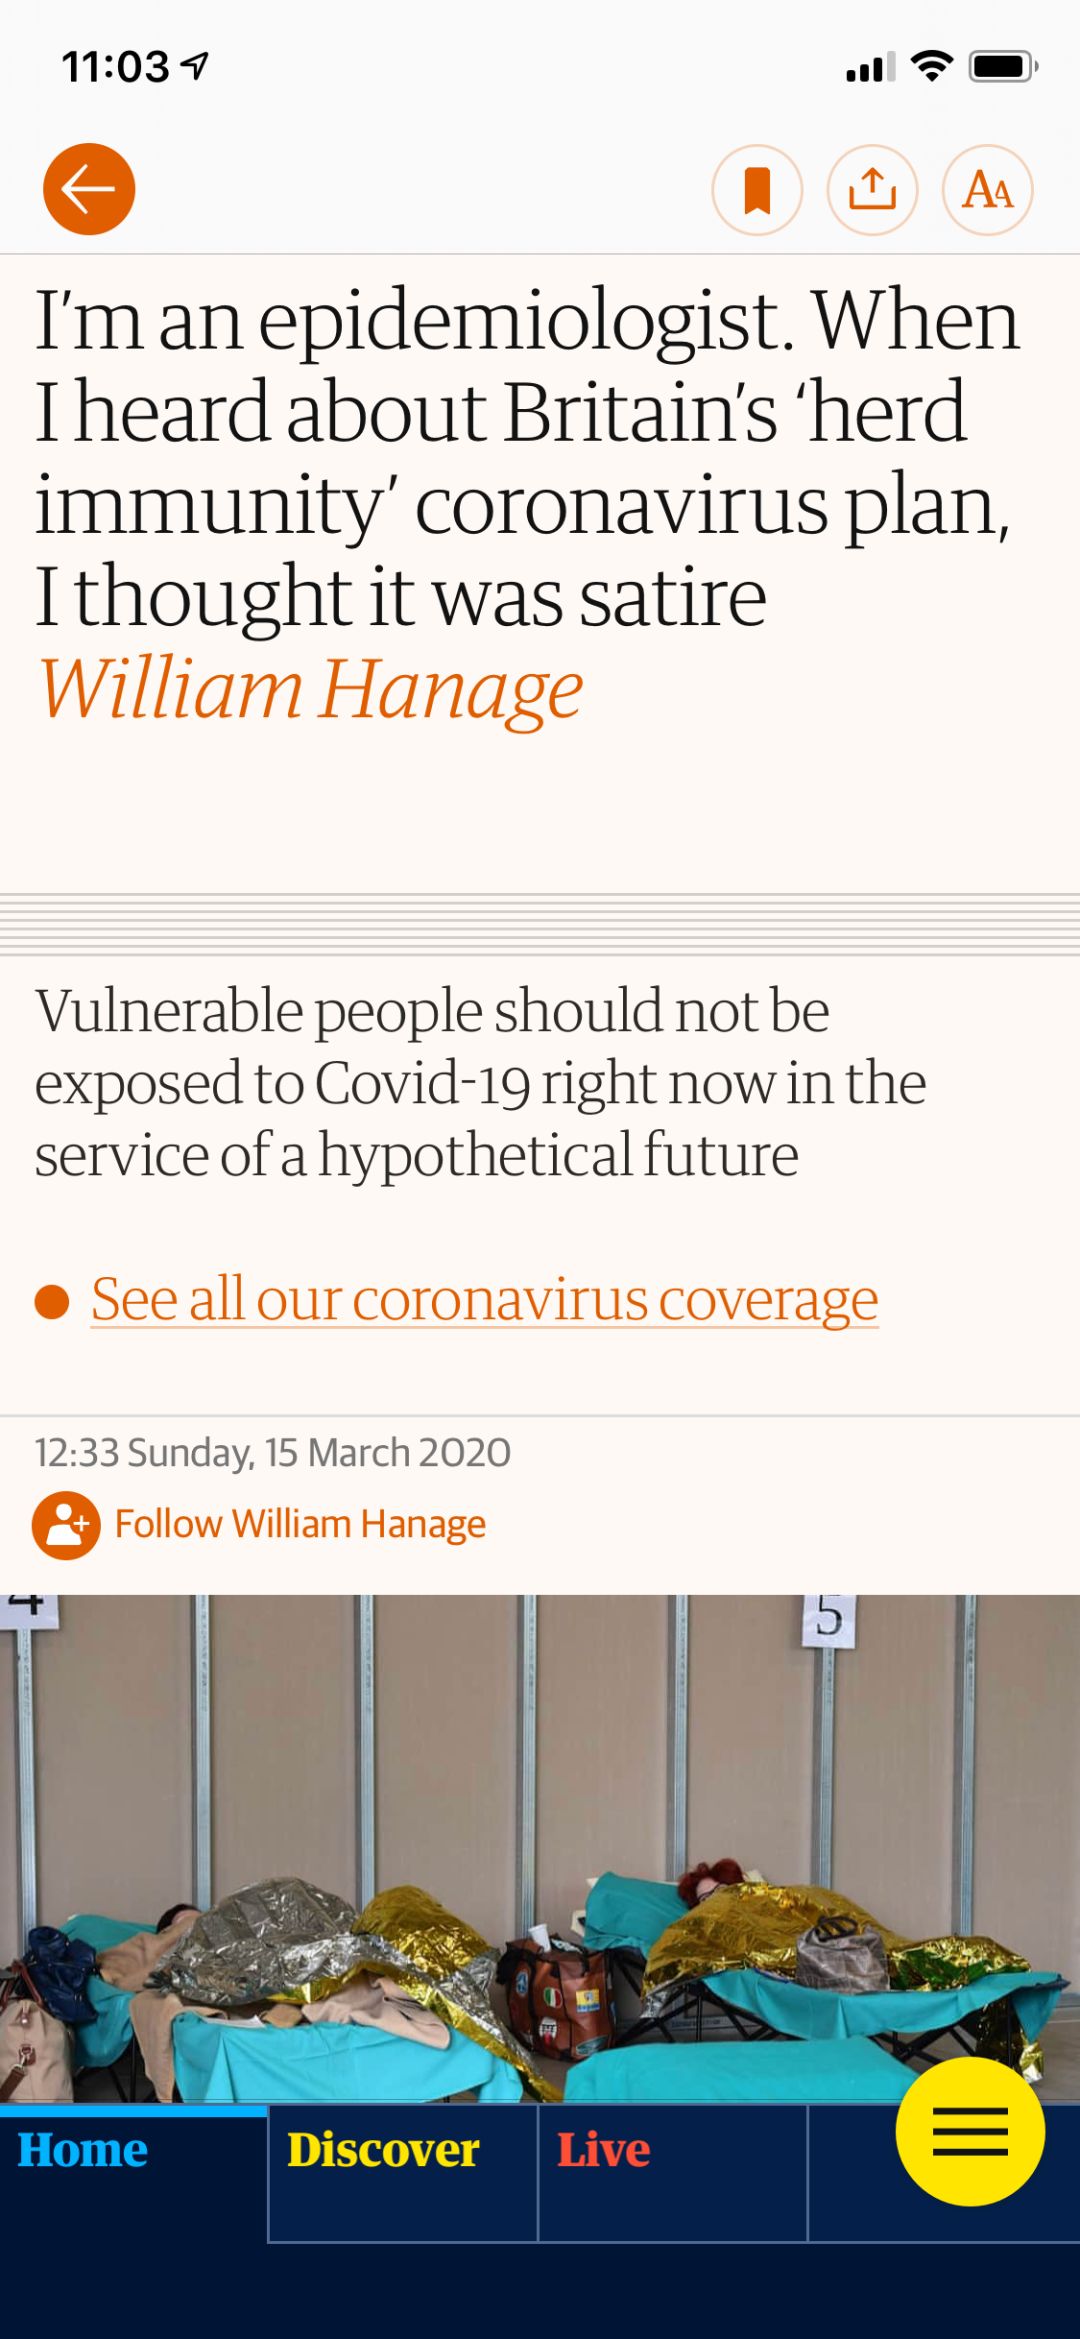 11:03
AA
I’m an epidemiologist. When
I heard about Britain’s ‘herd
immunity’ coronavirus plan,
I thought it was satire
William Hanage
Vulnerable people should not be
exposed to Covid-19 right now in the
service of a hypothetical future
See all our coronavirus coverage
12:33 Sunday, 15 March 2020
Follow William Hanage
4
5
Home
Discover
Live